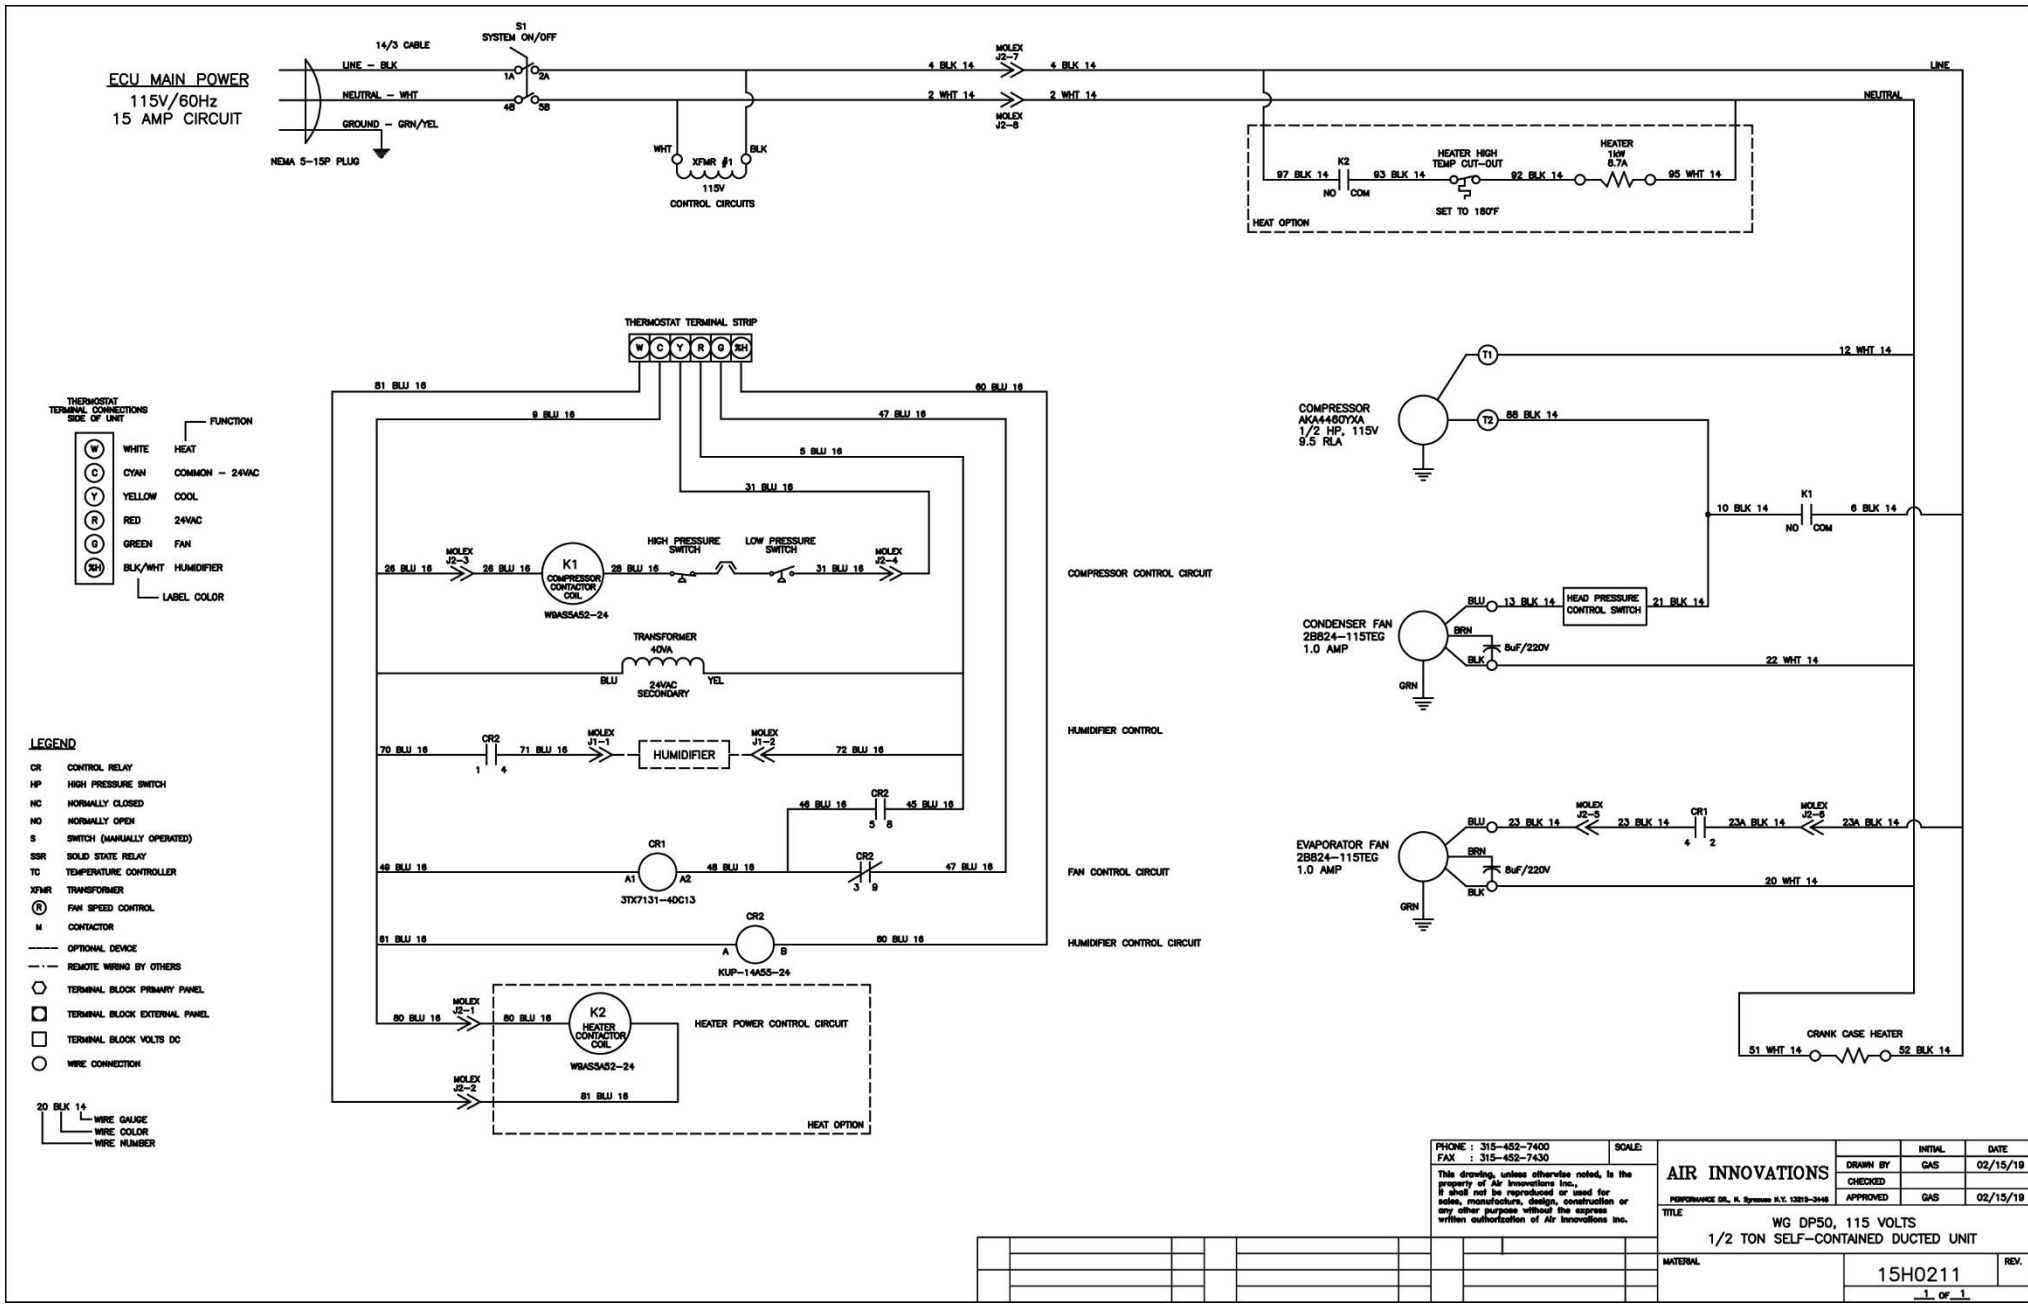 ECU MAIN POWER
115V/60Hz
15 AMP CIRCUIT
14/3 CABLE
LINE - BLK
NEUTRAL - WHT
GROUND - GRN/YEL
NEMA 5-15P PLUG
S1
SYSTEM ON/OFF
1A 2A
4B 5B
WHT XFMR #1 BLK
115V
CONTROL CIRCUITS
4 BLK 14 MOLEX J2-7 4 BLK 14
2 WHT 14 2 WHT 14
MOLEX
J2-8
LINE
NEUTRAL
97 BLK 14 K2 93 BLK 14
NO COM
HEATER HIGH
TEMP CUT-OUT
SET TO 180°F
92 BLK 14
HEATER
1kW
8.7A
95 WHT 14
HEAT OPTION
THERMOSTAT TERMINAL STRIP
W C Y R G %H
81 BLU 16
60 BLU 16
9 BLU 16
47 BLU 16
5 BLU 16
31 BLU 16
THERMOSTAT
TERMINAL CONNECTIONS
SIDE OF UNIT
FUNCTION
W WHITE HEAT
C CYAN COMMON - 24VAC
Y YELLOW COOL
R RED 24VAC
G GREEN FAN
%H BLK/WHT HUMIDIFIER
LABEL COLOR
26 BLU 16 MOLEX J2-3 26 BLU 16
K1
COMPRESSOR
CONTACTOR
COIL
W9AS5A52-24
28 BLU 16
HIGH PRESSURE
SWITCH
LOW PRESSURE
SWITCH
31 BLU 16
MOLEX
J2-4
COMPRESSOR CONTROL CIRCUIT
TRANSFORMER
40VA
BLU YEL
24VAC
SECONDARY
70 BLU 16 CR2 71 BLU 16
1 4
MOLEX
J1-1
HUMIDIFIER
MOLEX
J1-2
72 BLU 16
HUMIDIFIER CONTROL
46 BLU 16 CR2 45 BLU 16
5 8
49 BLU 16 CR1 48 BLU 16 CR2 47 BLU 16
A1 A2 3 9
3TX7131-4DC13
FAN CONTROL CIRCUIT
61 BLU 16 CR2 60 BLU 16
A B
KUP-14A55-24
HUMIDIFIER CONTROL CIRCUIT
80 BLU 16 MOLEX J2-1 80 BLU 16
K2
HEATER
CONTACTOR
COIL
W9AS5A52-24
HEATER POWER CONTROL CIRCUIT
MOLEX
J2-2
81 BLU 16
HEAT OPTION
COMPRESSOR
AKA4460YXA
1/2 HP, 115V
9.5 RLA
T1 12 WHT 14
T2 88 BLK 14
10 BLK 14 K1 6 BLK 14
NO COM
CONDENSER FAN
2B824-115TEG
1.0 AMP
BLU 13 BLK 14
HEAD PRESSURE
CONTROL SWITCH
21 BLK 14
BRN
8uF/220V
BLK 22 WHT 14
GRN
EVAPORATOR FAN
2B824-115TEG
1.0 AMP
BLU 23 BLK 14 MOLEX J2-5 23 BLK 14 CR1 23A BLK 14 MOLEX J2-6 23A BLK 14
4 2
BRN
8uF/220V
BLK 20 WHT 14
GRN
CRANK CASE HEATER
51 WHT 14 52 BLK 14
LEGEND
CR CONTROL RELAY
HP HIGH PRESSURE SWITCH
NC NORMALLY CLOSED
NO NORMALLY OPEN
S SWITCH (MANUALLY OPERATED)
SSR SOLID STATE RELAY
TC TEMPERATURE CONTROLLER
XFMR TRANSFORMER
R FAN SPEED CONTROL
M CONTACTOR
OPTIONAL DEVICE
REMOTE WIRING BY OTHERS
TERMINAL BLOCK PRIMARY PANEL
TERMINAL BLOCK EXTERNAL PANEL
TERMINAL BLOCK VOLTS DC
WIRE CONNECTION
20 BLK 14
WIRE GAUGE
WIRE COLOR
WIRE NUMBER
PHONE : 315-452-7400
FAX : 315-452-7430
SCALE:
This drawing, unless otherwise noted, is the
property of Air Innovations Inc.,
It shall not be reproduced or used for
sales, manufacture, design, construction or
any other purpose without the express
written authorization of Air Innovations Inc.
AIR INNOVATIONS
PERFORMANCE DR., N. Syracuse N.Y. 13212-3448
INITIAL DATE
DRAWN BY GAS 02/15/19
CHECKED
APPROVED GAS 02/15/19
TITLE
WG DP50, 115 VOLTS
1/2 TON SELF-CONTAINED DUCTED UNIT
MATERIAL
15H0211
REV.
1 OF 1